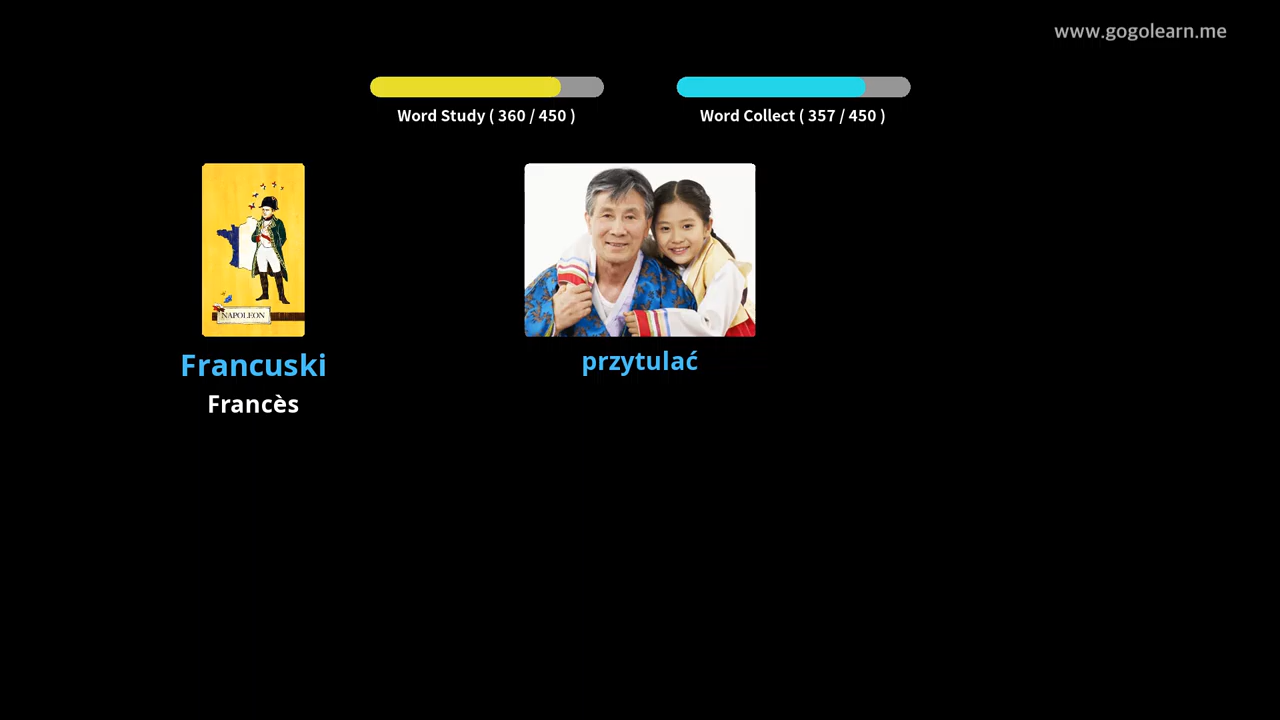 www.gogolearn.me
Word Study ( 360 / 450 )
Word Collect ( 357 / 450 )
NAPOLEON
Francuski
Francès
przytulać